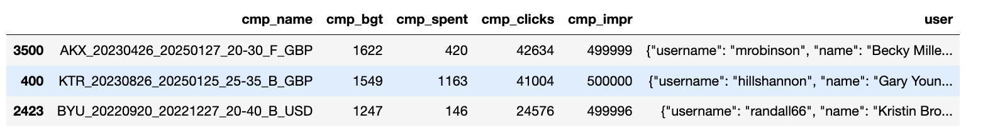 cmp_name cmp_bgt cmp_spent cmp_clicks cmp_impr user
3500 AKX_20230426_20250127_20-30_F_GBP 1622 420 42634 499999 {"username": "mrobinson", "name": "Becky Mille...
400 KTR_20230826_20250125_25-35_B_GBP 1549 1163 41004 500000 {"username": "hillshannon", "name": "Gary Youn...
2423 BYU_20220920_20221227_20-40_B_USD 1247 146 24576 499996 {"username": "randall66", "name": "Kristin Bro...